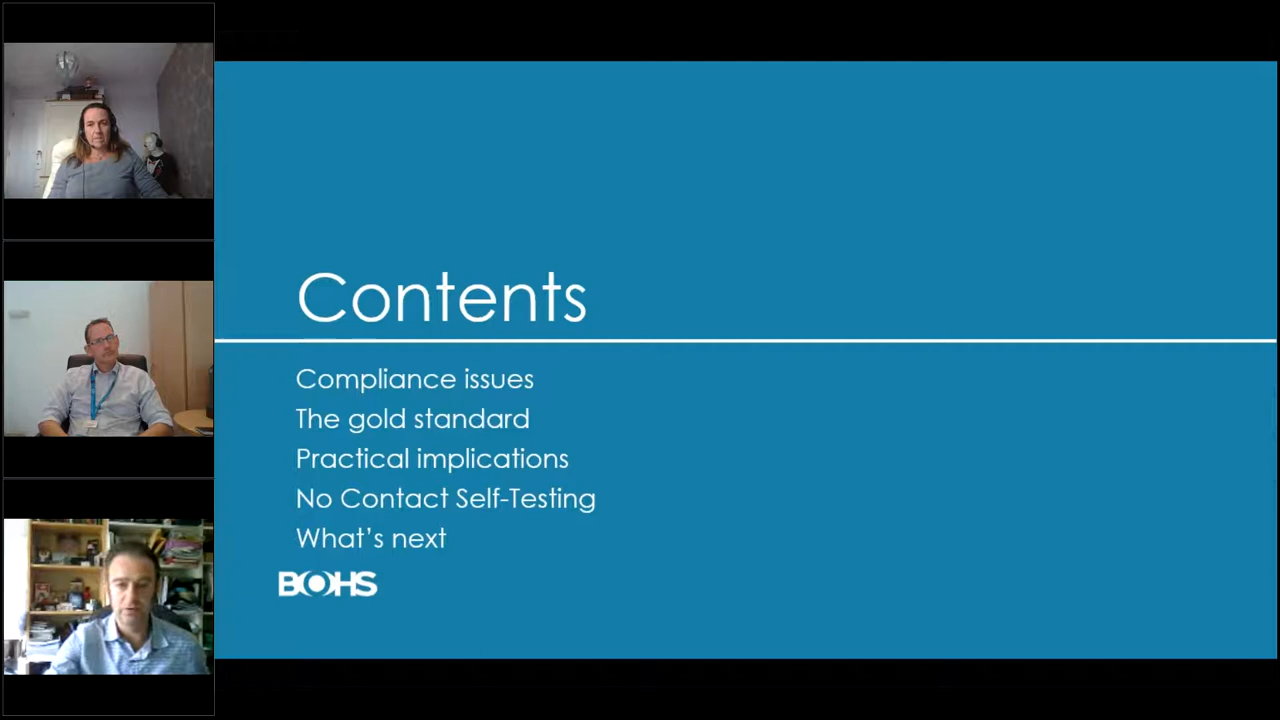 Contents
Compliance issues
The gold standard
Practical implications
No Contact Self-Testing
What's next
BOHS